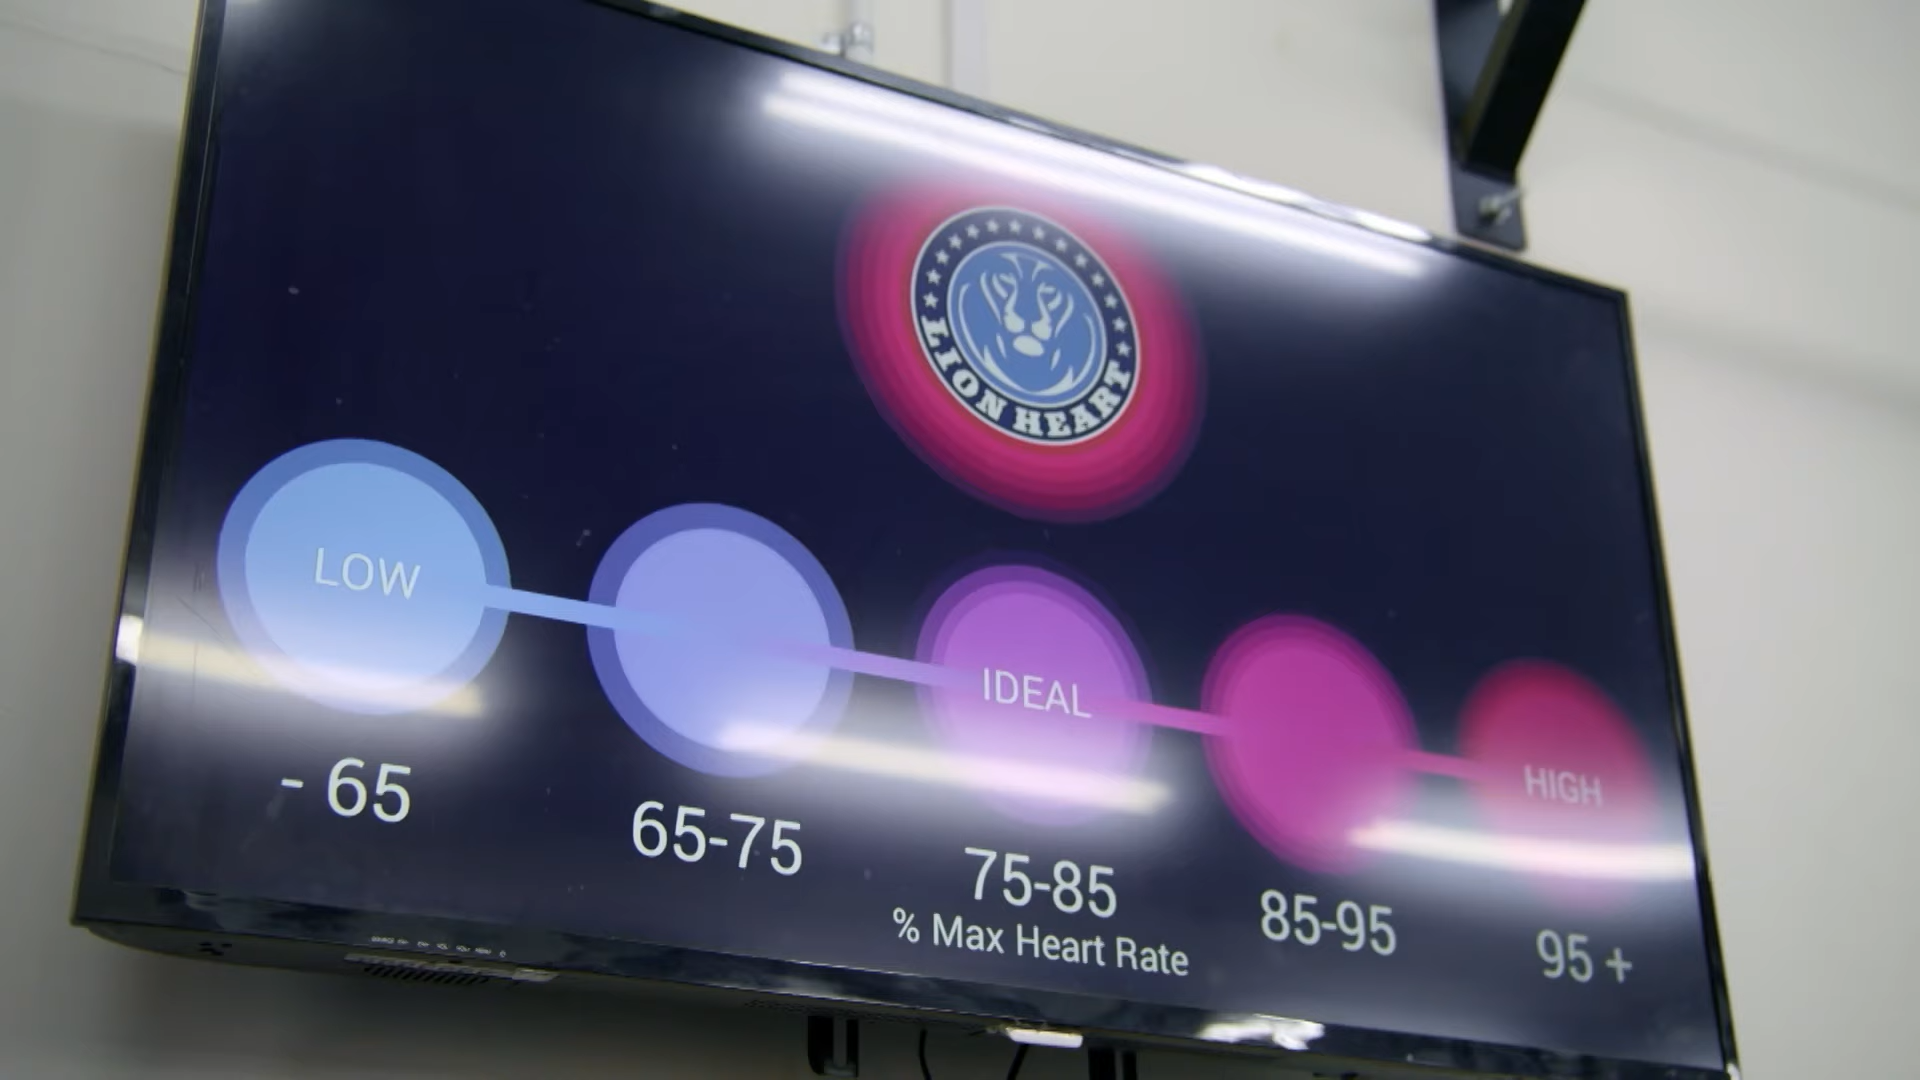 LION HEART
LOW
IDEAL
HIGH
- 65
65-75
75-85
85-95
95 +
% Max Heart Rate